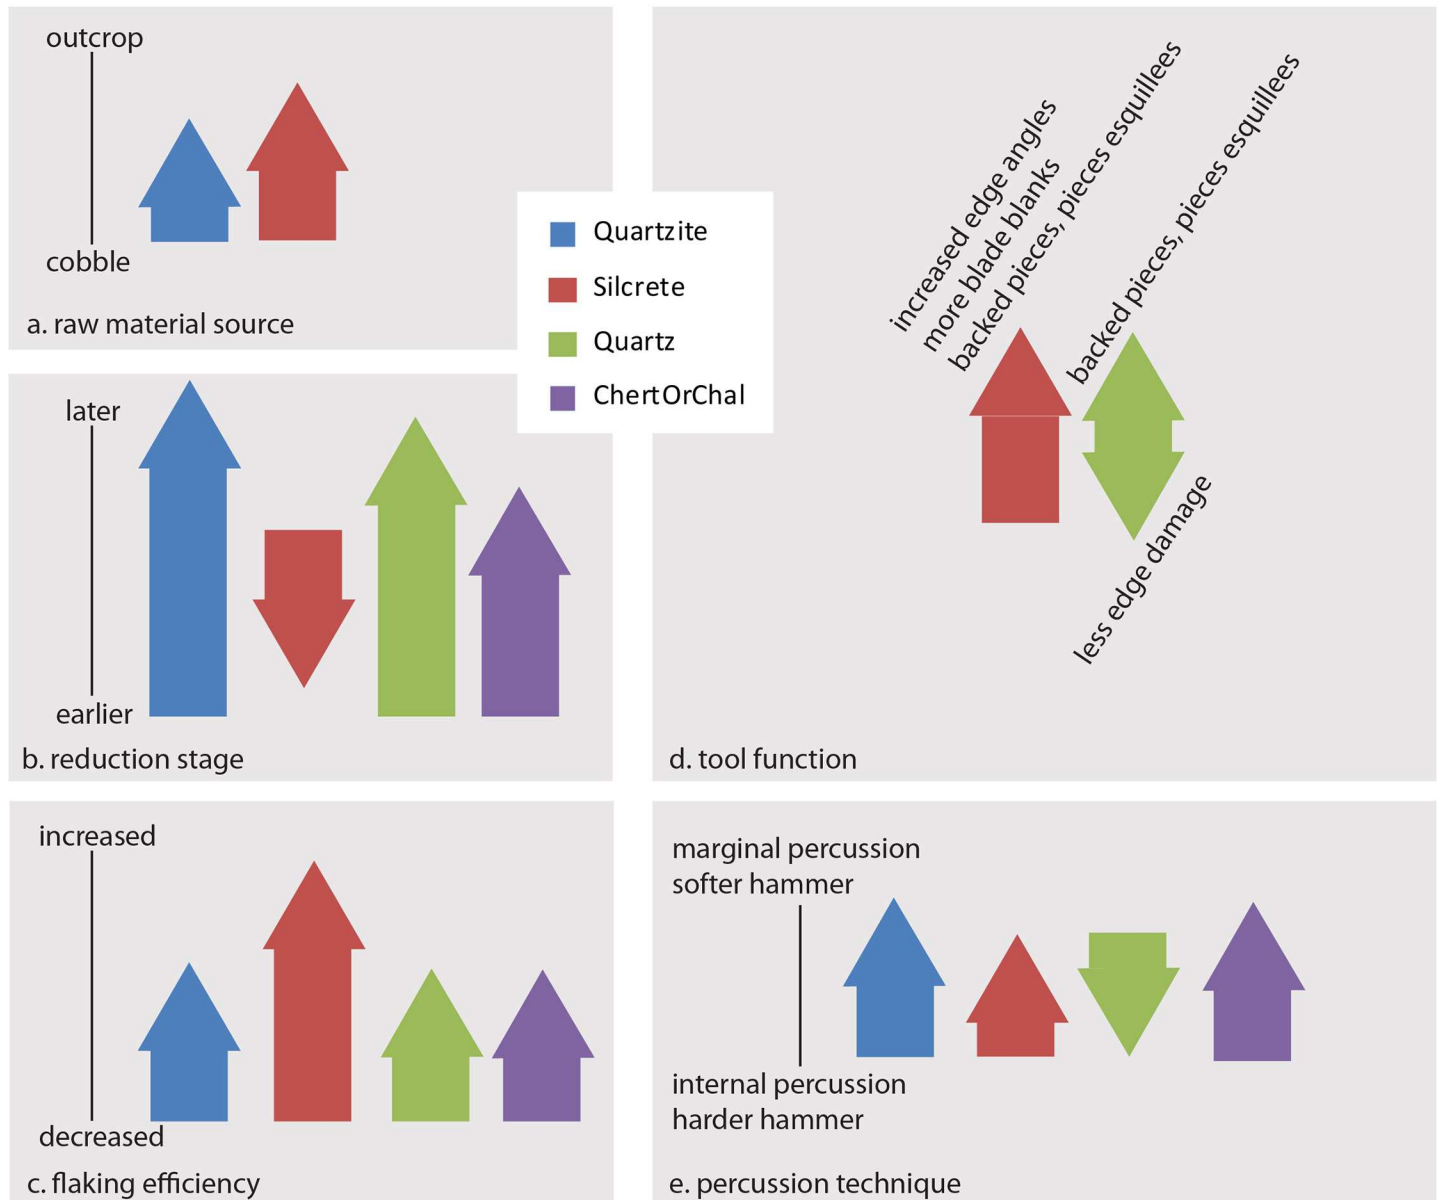 outcrop
cobble
a. raw material source
Quartzite
Silcrete
Quartz
ChertOrChal
later
earlier
b. reduction stage
increased edge angles
more blade blanks
backed pieces, pieces esquillees
backed pieces, pieces esquillees
less edge damage
d. tool function
increased
decreased
c. flaking efficiency
marginal percussion
softer hammer
internal percussion
harder hammer
e. percussion technique